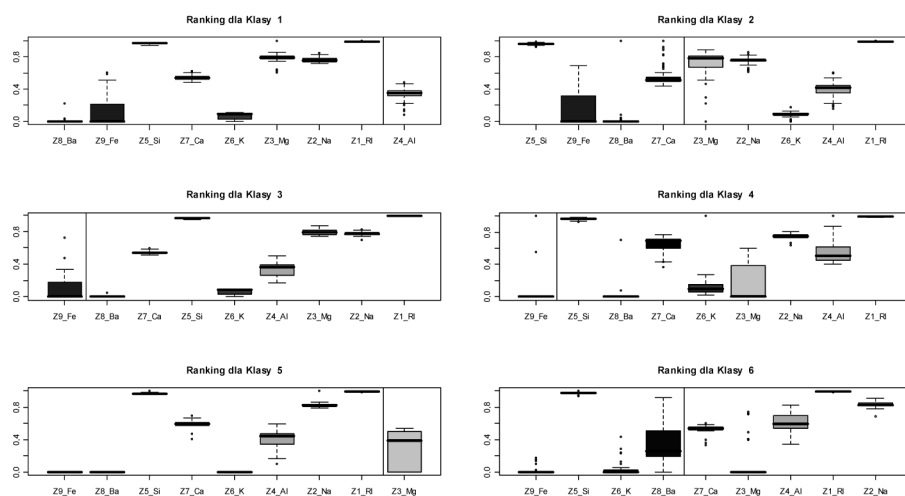 Ranking dla Klasy 1
0.8
0.4
0.0
Z8_Ba Z9_Fe Z5_Si Z7_Ca Z6_K Z3_Mg Z2_Na Z1_RI Z4_Al
Ranking dla Klasy 2
0.8
0.4
0.0
Z5_Si Z9_Fe Z8_Ba Z7_Ca Z3_Mg Z2_Na Z6_K Z4_Al Z1_RI
Ranking dla Klasy 3
0.8
0.4
0.0
Z9_Fe Z8_Ba Z7_Ca Z5_Si Z6_K Z4_Al Z3_Mg Z2_Na Z1_RI
Ranking dla Klasy 4
0.8
0.4
0.0
Z9_Fe Z5_Si Z8_Ba Z7_Ca Z6_K Z3_Mg Z2_Na Z4_Al Z1_RI
Ranking dla Klasy 5
0.8
0.4
0.0
Z9_Fe Z8_Ba Z5_Si Z7_Ca Z6_K Z4_Al Z2_Na Z1_RI Z3_Mg
Ranking dla Klasy 6
0.8
0.4
0.0
Z9_Fe Z5_Si Z6_K Z8_Ba Z7_Ca Z3_Mg Z4_Al Z1_RI Z2_Na